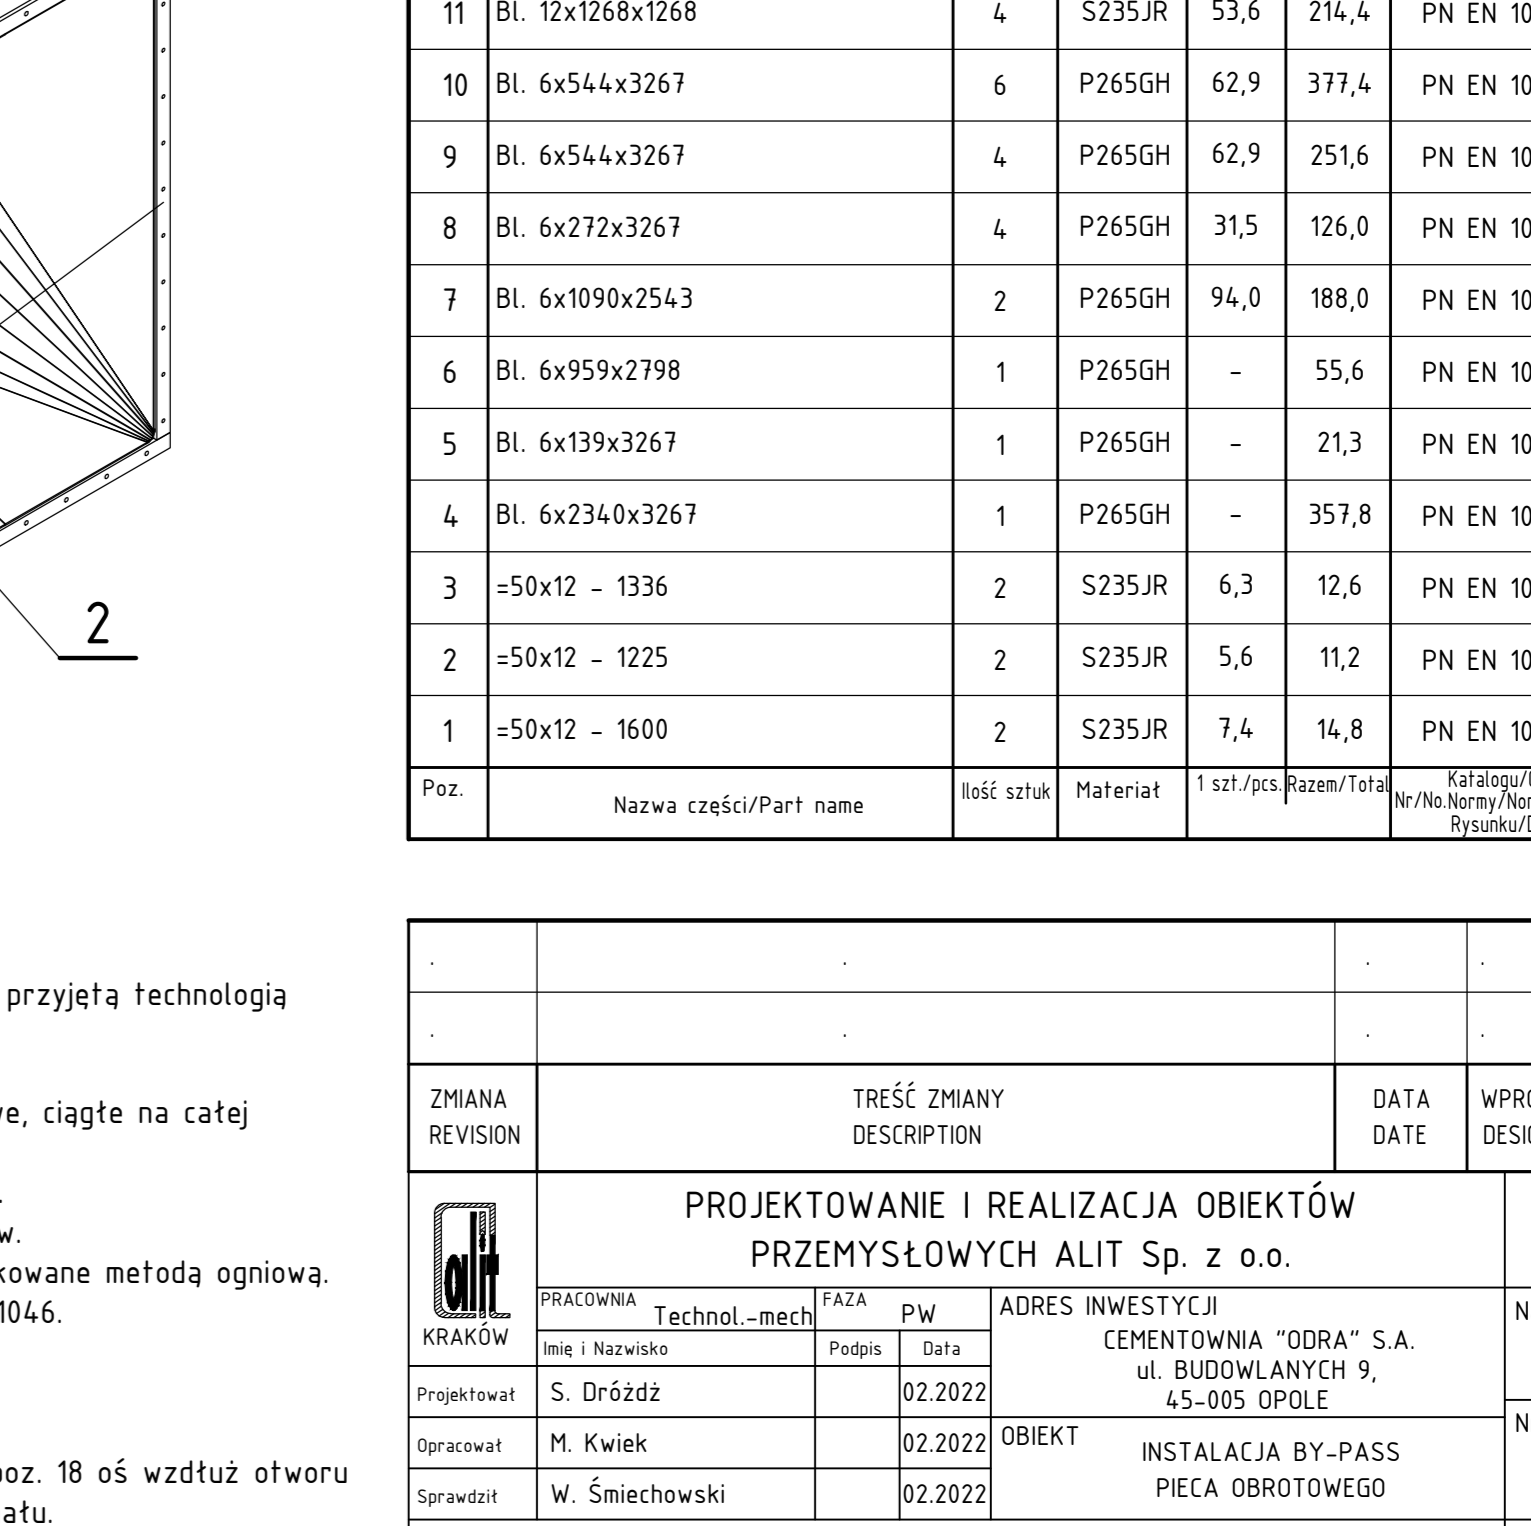 11 Bl. 12x1268x1268 4 S235JR 53,6 214,4 PN EN 10
10 Bl. 6x544x3267 6 P265GH 62,9 377,4 PN EN 10
9 Bl. 6x544x3267 4 P265GH 62,9 251,6 PN EN 10
8 Bl. 6x272x3267 4 P265GH 31,5 126,0 PN EN 10
7 Bl. 6x1090x2543 2 P265GH 94,0 188,0 PN EN 10
6 Bl. 6x959x2798 1 P265GH - 55,6 PN EN 10
5 Bl. 6x139x3267 1 P265GH - 21,3 PN EN 10
4 Bl. 6x2340x3267 1 P265GH - 357,8 PN EN 10
3 =50x12 - 1336 2 S235JR 6,3 12,6 PN EN 10
2 =50x12 - 1225 2 S235JR 5,6 11,2 PN EN 10
1 =50x12 - 1600 2 S235JR 7,4 14,8 PN EN 10
Poz. Nazwa części/Part name Ilość sztuk Materiał 1 szt./pcs. Razem/Total Katalogu/
Nr/No.Normy/Nor
Rysunku/
2
przyjętą technologią
we, ciągłe na całej
.
w.
kowane metodą ogniową.
1046.
poz. 18 oś wzdłuż otworu
ału.
. . . .
. . . .
ZMIANA TREŚĆ ZMIANY DATA WPRO
REVISION DESCRIPTION DATE DESI
alit
KRAKÓW
PROJEKTOWANIE I REALIZACJA OBIEKTÓW
PRZEMYSŁOWYCH ALIT Sp. z o.o.
PRACOWNIA Technol.-mech FAZA PW
Imię i Nazwisko Podpis Data
Projektował S. Dróżdż 02.2022
Opracował M. Kwiek 02.2022
Sprawdził W. Śmiechowski 02.2022
ADRES INWESTYCJI
CEMENTOWNIA "ODRA" S.A.
ul. BUDOWLANYCH 9,
45-005 OPOLE
OBIEKT
INSTALACJA BY-PASS
PIECA OBROTOWEGO
N
N